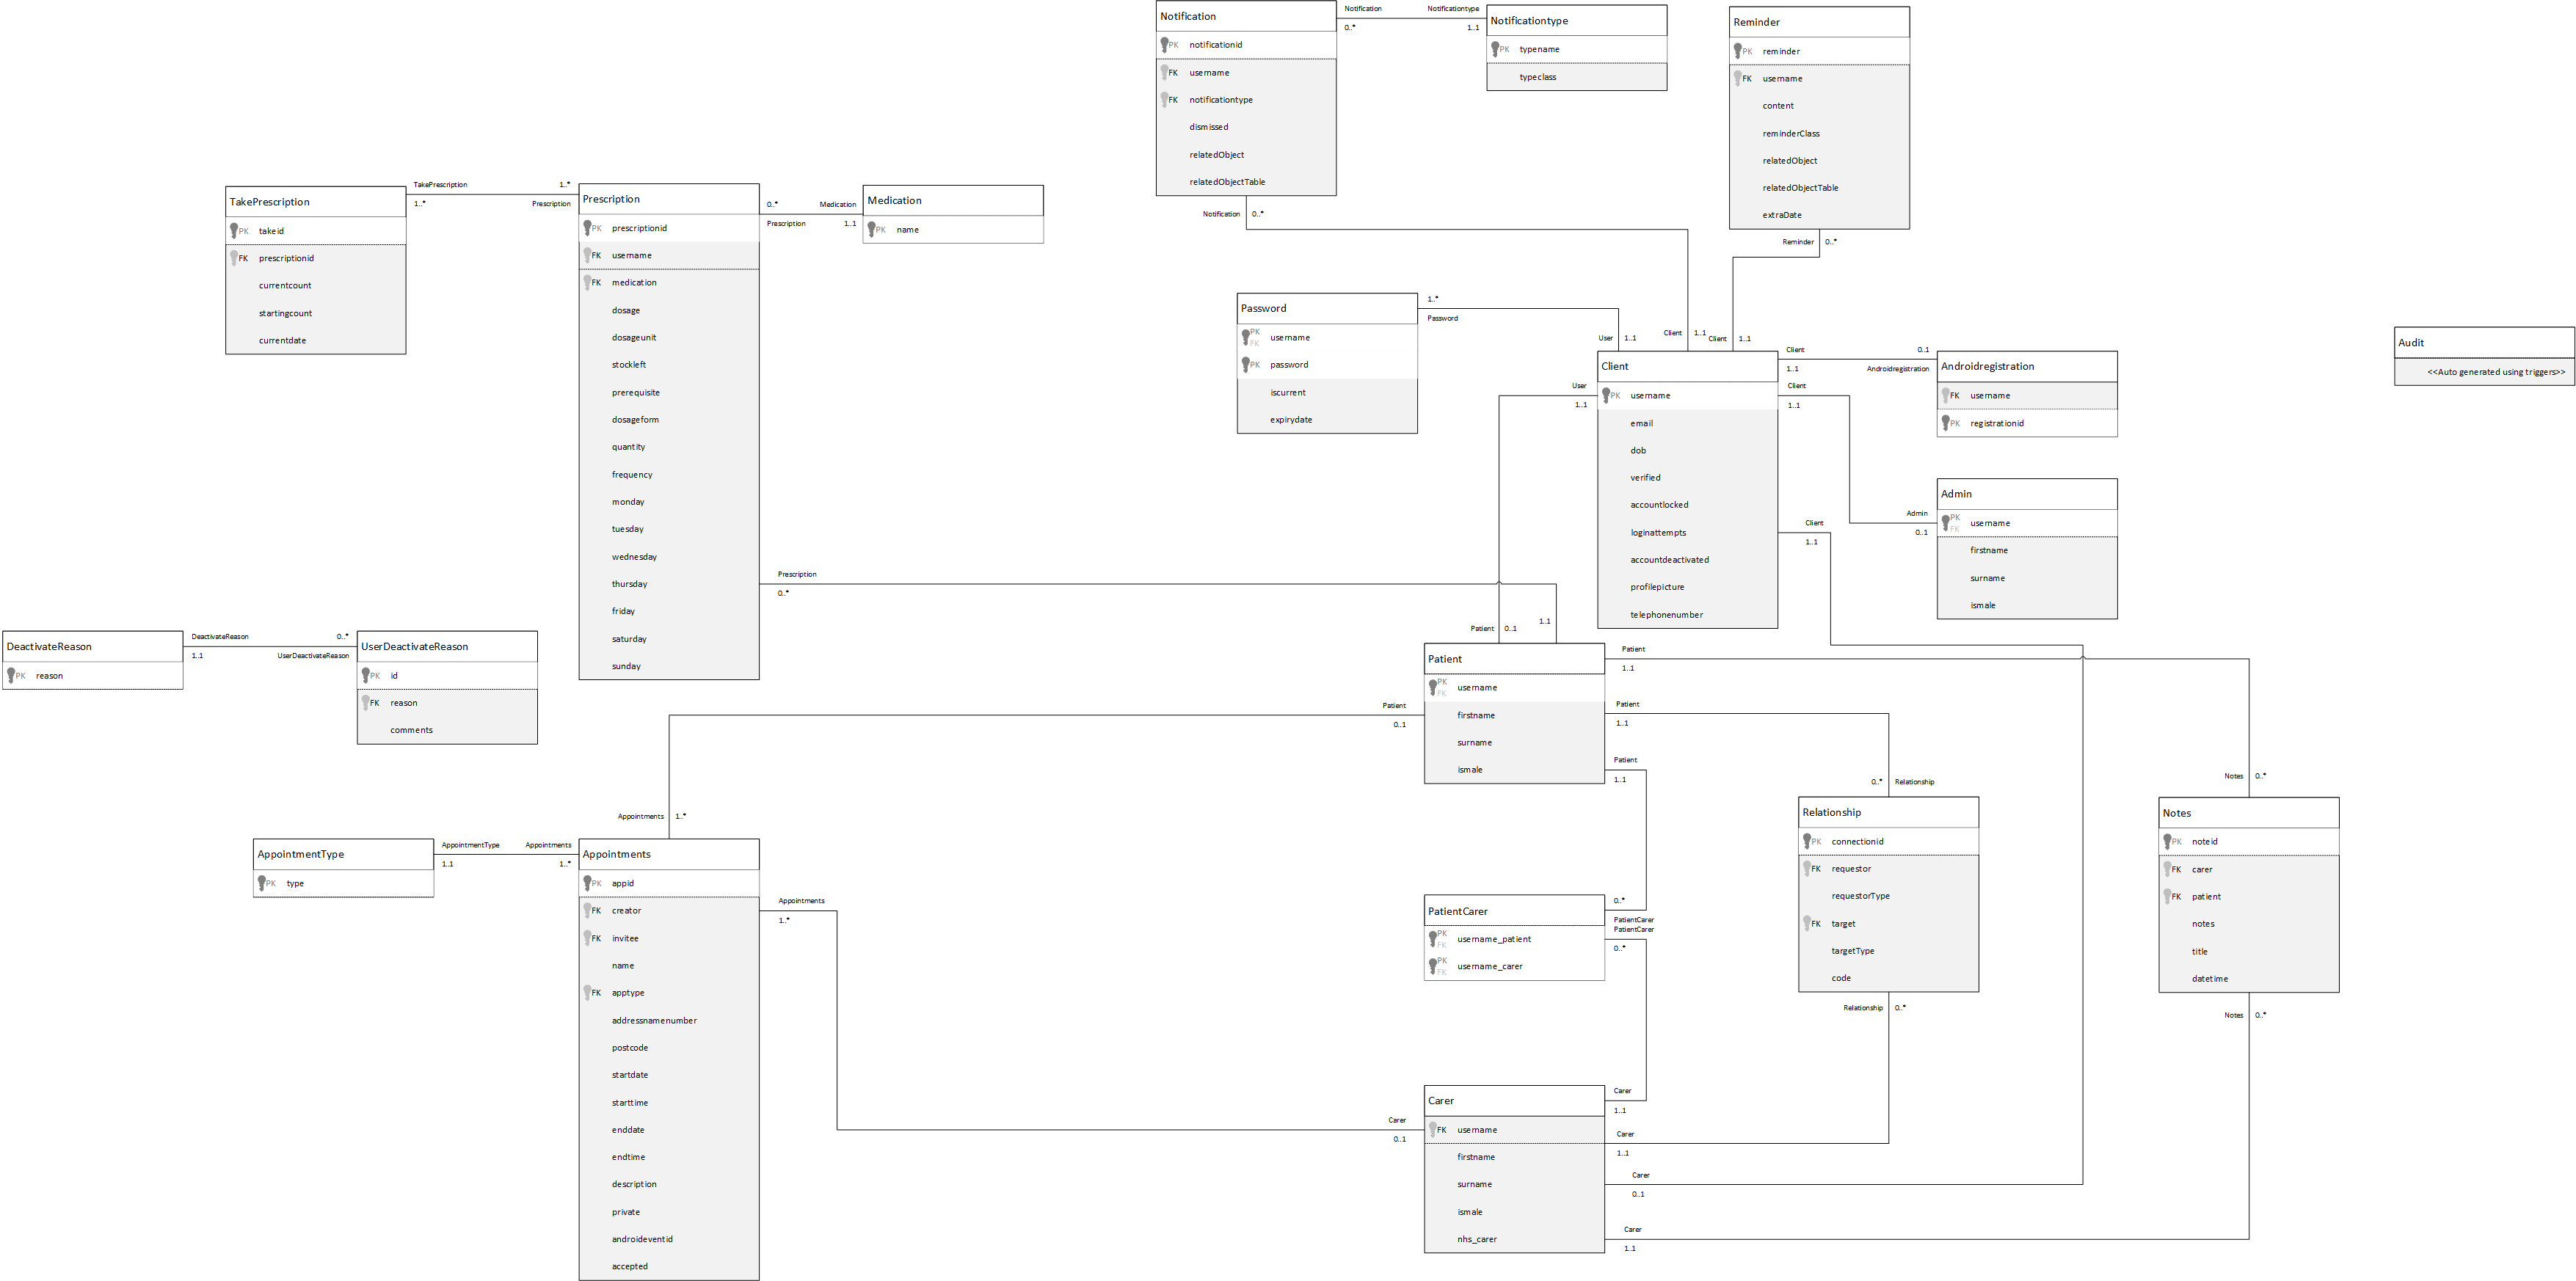 Notification
PK notificationid
FK username
FK notificationtype
dismissed
relatedObject
relatedObjectTable
Notification
0..*
Notificationtype
1..1
Notificationtype
PK typename
typeclass
Reminder
PK reminder
FK username
content
reminderClass
relatedObject
relatedObjectTable
extraDate
Notification 0..*
Reminder 0..*
TakePrescription
PK takeid
FK prescriptionid
currentcount
startingcount
currentdate
TakePrescription
1..*
1..*
Prescription
Prescription
PK prescriptionid
FK username
FK medication
dosage
dosageunit
stockleft
prerequisite
dosageform
quantity
frequency
monday
tuesday
wednesday
thursday
friday
saturday
sunday
0..*
Prescription
Medication
1..1
Medication
PK name
Password
PK FK username
PK password
iscurrent
expirydate
1..*
Password
User 1..1
Client 1..1
Client 1..1
Client
PK username
email
dob
verified
accountlocked
loginattempts
accountdeactivated
profilepicture
telephonenumber
User
1..1
Client
1..1
0..1
Androidregistration
Client
1..1
Androidregistration
FK username
PK registrationid
Admin
0..1
Admin
PK FK username
firstname
surname
ismale
Client
1..1
Audit
<<Auto generated using triggers>>
Prescription
0..*
Patient 0..1
1..1
DeactivateReason
PK reason
DeactivateReason
1..1
0..*
UserDeactivateReason
UserDeactivateReason
PK id
FK reason
comments
Patient
PK FK username
firstname
surname
ismale
Patient
1..1
Patient
1..1
Patient
1..1
Patient
0..1
Appointments 1..*
0..* Relationship
Notes 0..*
AppointmentType
PK type
AppointmentType
1..1
Appointments
1..*
Appointments
PK appid
FK creator
FK invitee
name
FK apptype
addressnamenumber
postcode
startdate
starttime
enddate
endtime
description
private
androideventid
accepted
Appointments
1..*
PatientCarer
PK FK username_patient
PK FK username_carer
0..*
PatientCarer
PatientCarer
0..*
Relationship
PK connectionid
FK requestor
requestorType
FK target
targetType
code
Relationship 0..*
Notes
PK noteid
FK carer
FK patient
notes
title
datetime
Notes 0..*
Carer
0..1
Carer
FK username
firstname
surname
ismale
nhs_carer
Carer
1..1
Carer
1..1
Carer
0..1
Carer
1..1